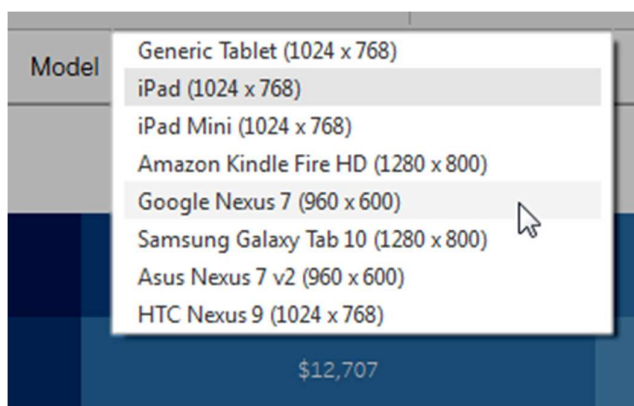 Model
Generic Tablet (1024 x 768)
iPad (1024 x 768)
iPad Mini (1024 x 768)
Amazon Kindle Fire HD (1280 x 800)
Google Nexus 7 (960 x 600)
Samsung Galaxy Tab 10 (1280 x 800)
Asus Nexus 7 v2 (960 x 600)
HTC Nexus 9 (1024 x 768)
$12,707